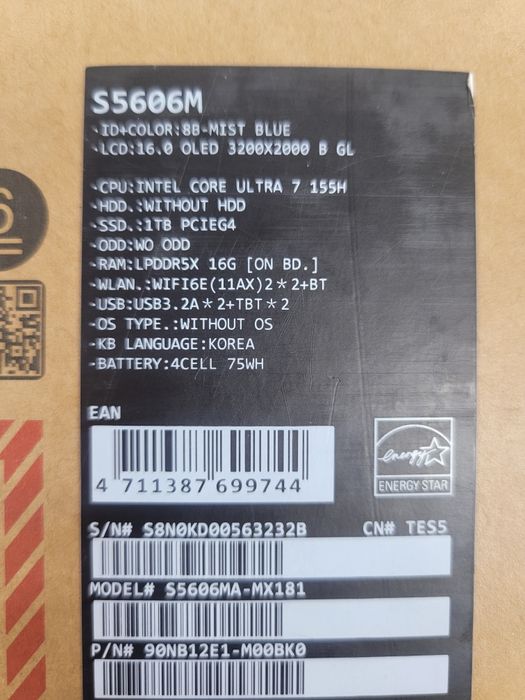 S5606M
-ID+COLOR:8B-MIST BLUE
-LCD:16.0 OLED 3200X2000 B GL
-CPU:INTEL CORE ULTRA 7 155H
-HDD.:WITHOUT HDD
-SSD.:1TB PCIEG4
-ODD:WO ODD
-RAM:LPDDR5X 16G [ON BD.]
-WLAN.:WIFI6E(11AX)2*2+BT
-USB:USB3.2A*2+TBT*2
-OS TYPE.:WITHOUT OS
-KB LANGUAGE:KOREA
-BATTERY:4CELL 75WH
EAN
4 711387 699744
energy
ENERGY STAR
S/N# S8N0KD00563232B CN# TES5
MODEL# S5606MA-MX181
P/N# 90NB12E1-M00BK0